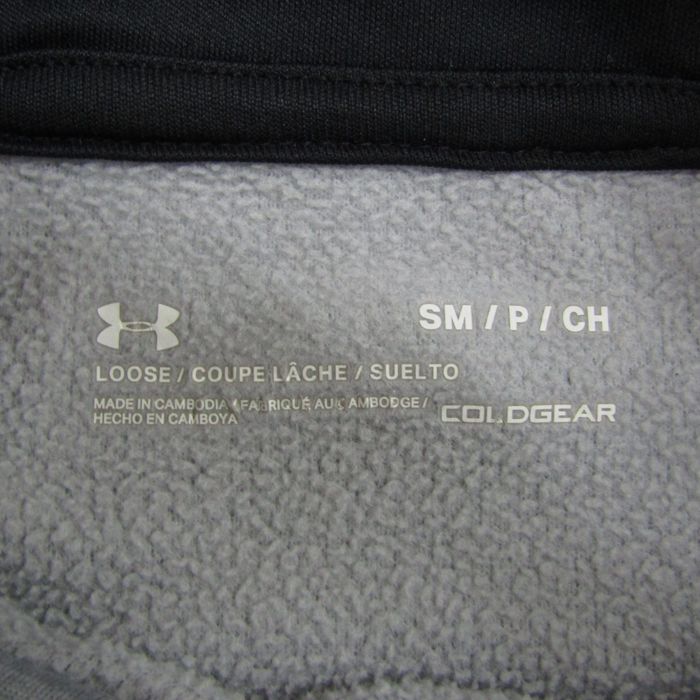 SM / P / CH
LOOSE / COUPE LÂCHE / SUELTO
MADE IN CAMBODIA / FABRIQUÉ AU CAMBODGE /
HECHO EN CAMBOYA
COLDGEAR